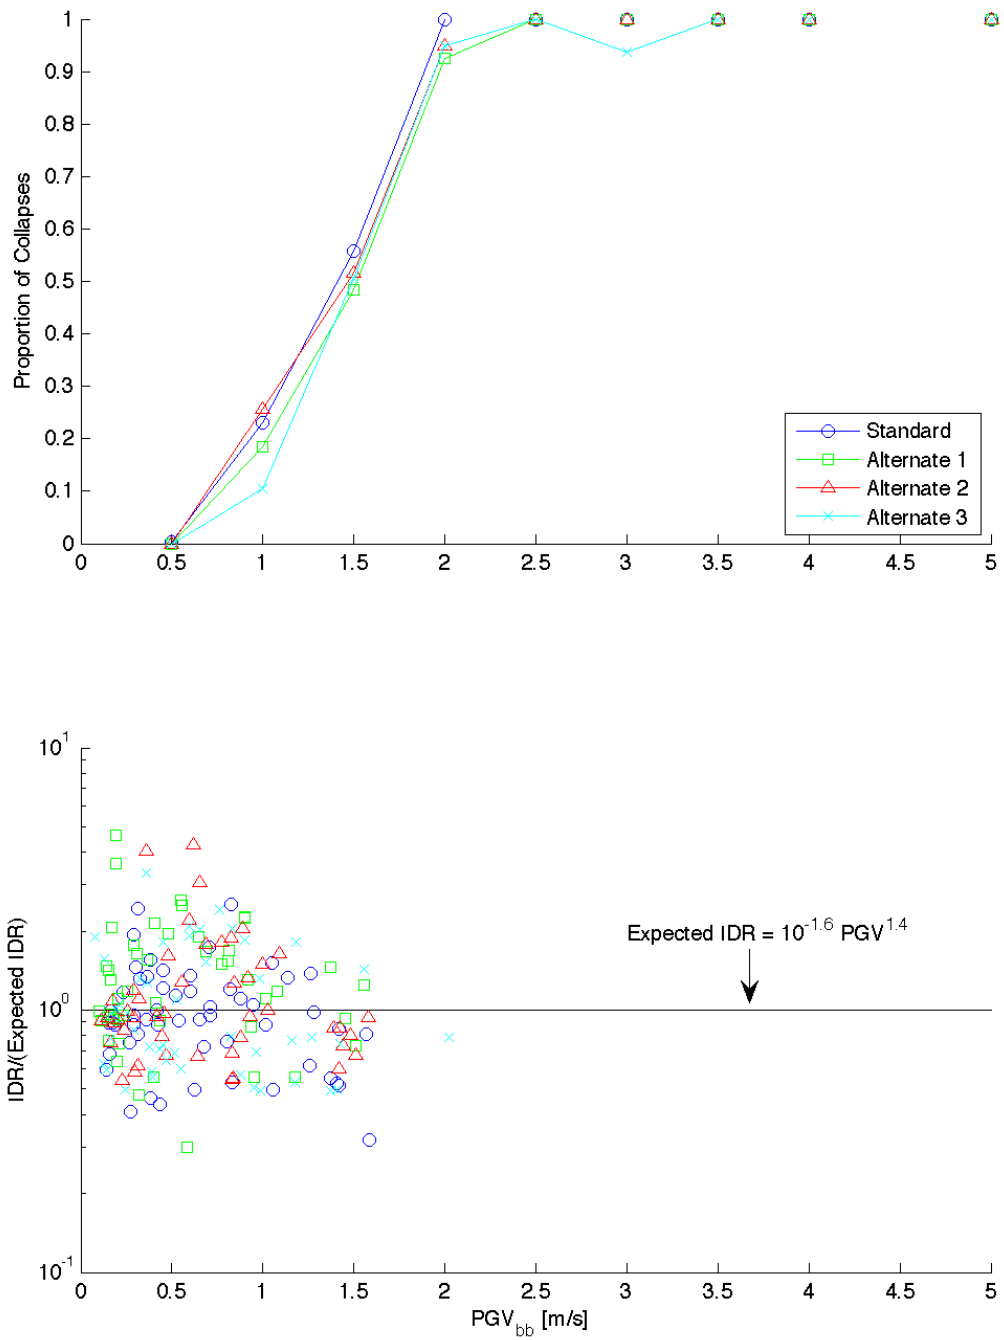 1
0.9
0.8
0.7
0.6
0.5
0.4
0.3
0.2
0.1
0
Proportion of Collapses
Standard
Alternate 1
Alternate 2
Alternate 3
0 0.5 1 1.5 2 2.5 3 3.5 4 4.5 5
10^1
10^0
10^-1
IDR/(Expected IDR)
Expected IDR = 10^-1.6 PGV^1.4
0 0.5 1 1.5 2 2.5 3 3.5 4 4.5 5
PGV_bb [m/s]